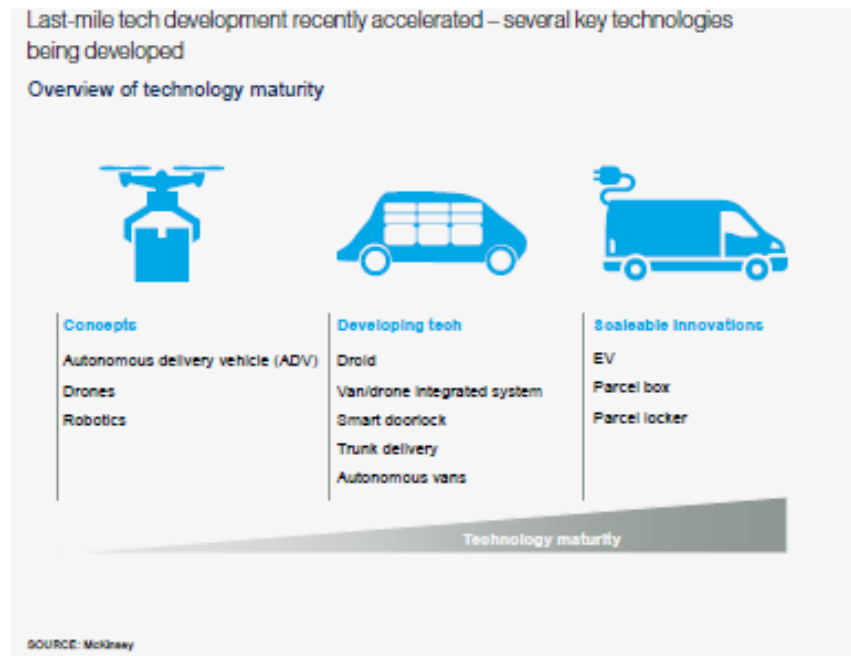 Last-mile tech development recently accelerated – several key technologies
being developed
Overview of technology maturity
Concepts
Autonomous delivery vehicle (ADV)
Drones
Robotics
Developing tech
Droid
Van/drone integrated system
Smart doorlock
Trunk delivery
Autonomous vans
Scaleable innovations
EV
Parcel box
Parcel locker
Technology maturity
SOURCE: McKinsey